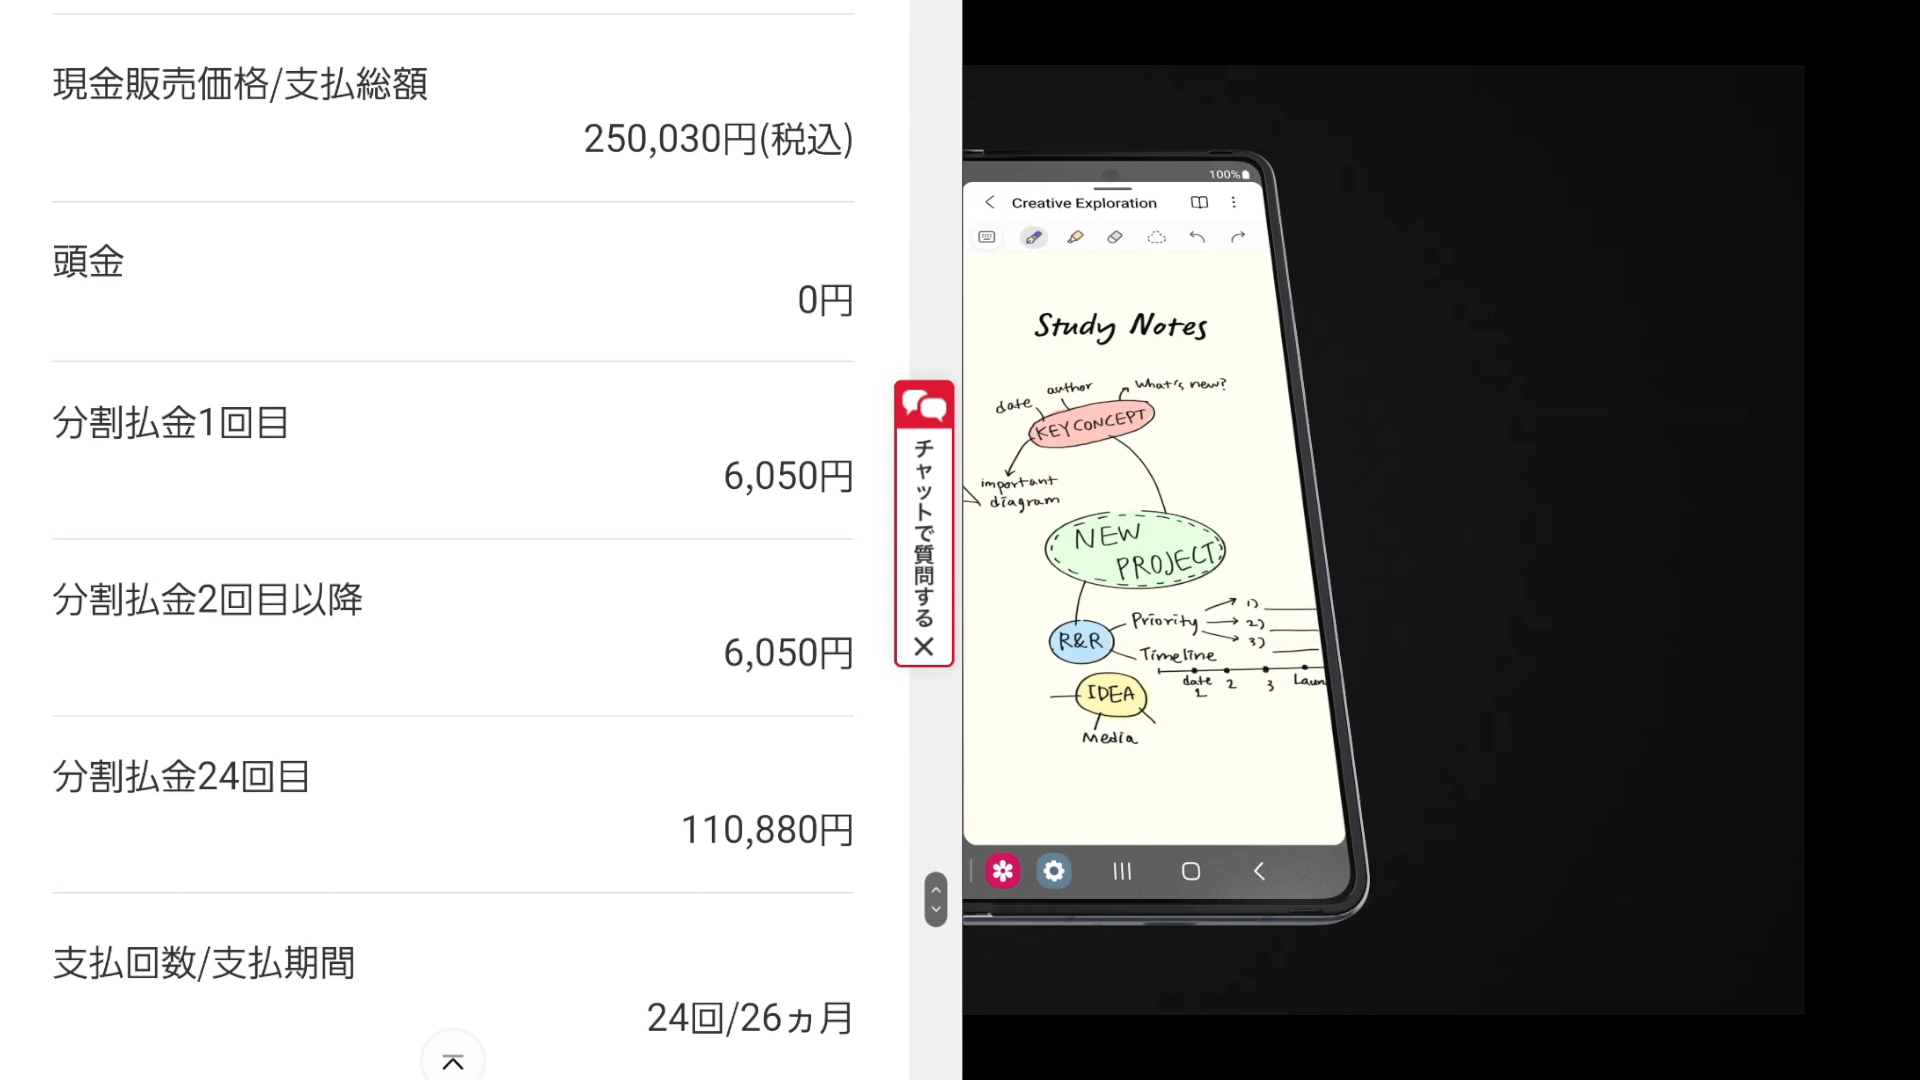 現金販売価格/支払総額
250,030円(税込)
頭金
0円
分割払金1回目
6,050円
分割払金2回目以降
6,050円
分割払金24回目
110,880円
支払回数/支払期間
24回/26ヵ月
チャットで質問する
100%
Creative Exploration
Study Notes
date
author
What's new?
KEY CONCEPT
important
diagram
NEW
PROJECT
R&R
Priority
1)
2)
3)
Timeline
date
1
2
3
Laun
IDEA
Media